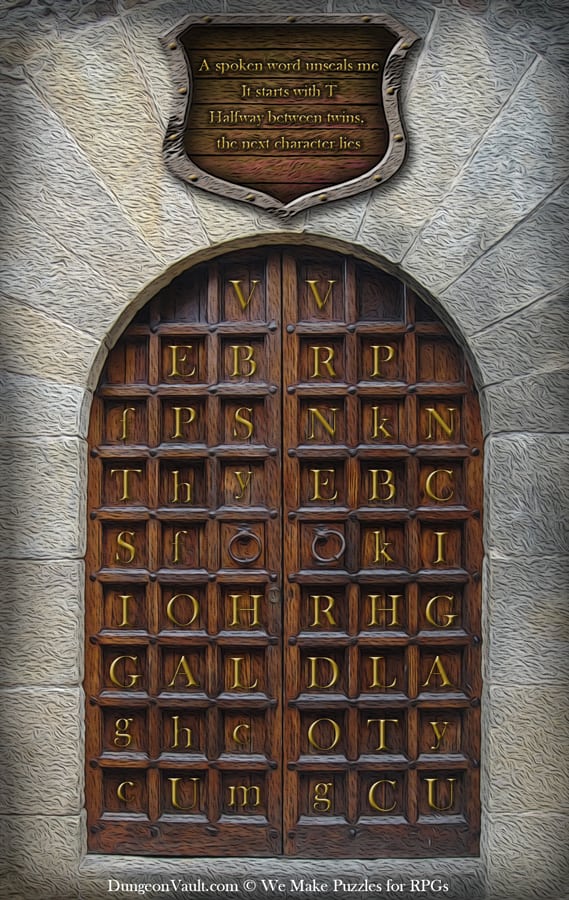 A spoken word unseals me
It starts with T
Halfway between twins,
the next character lies
V V
E B R P
f P S N k N
T h y E B C
S f k I
I O H R H G
G A L D L A
g h c O T y
c U m g C U
DungeonVault.com © We Make Puzzles for RPGs